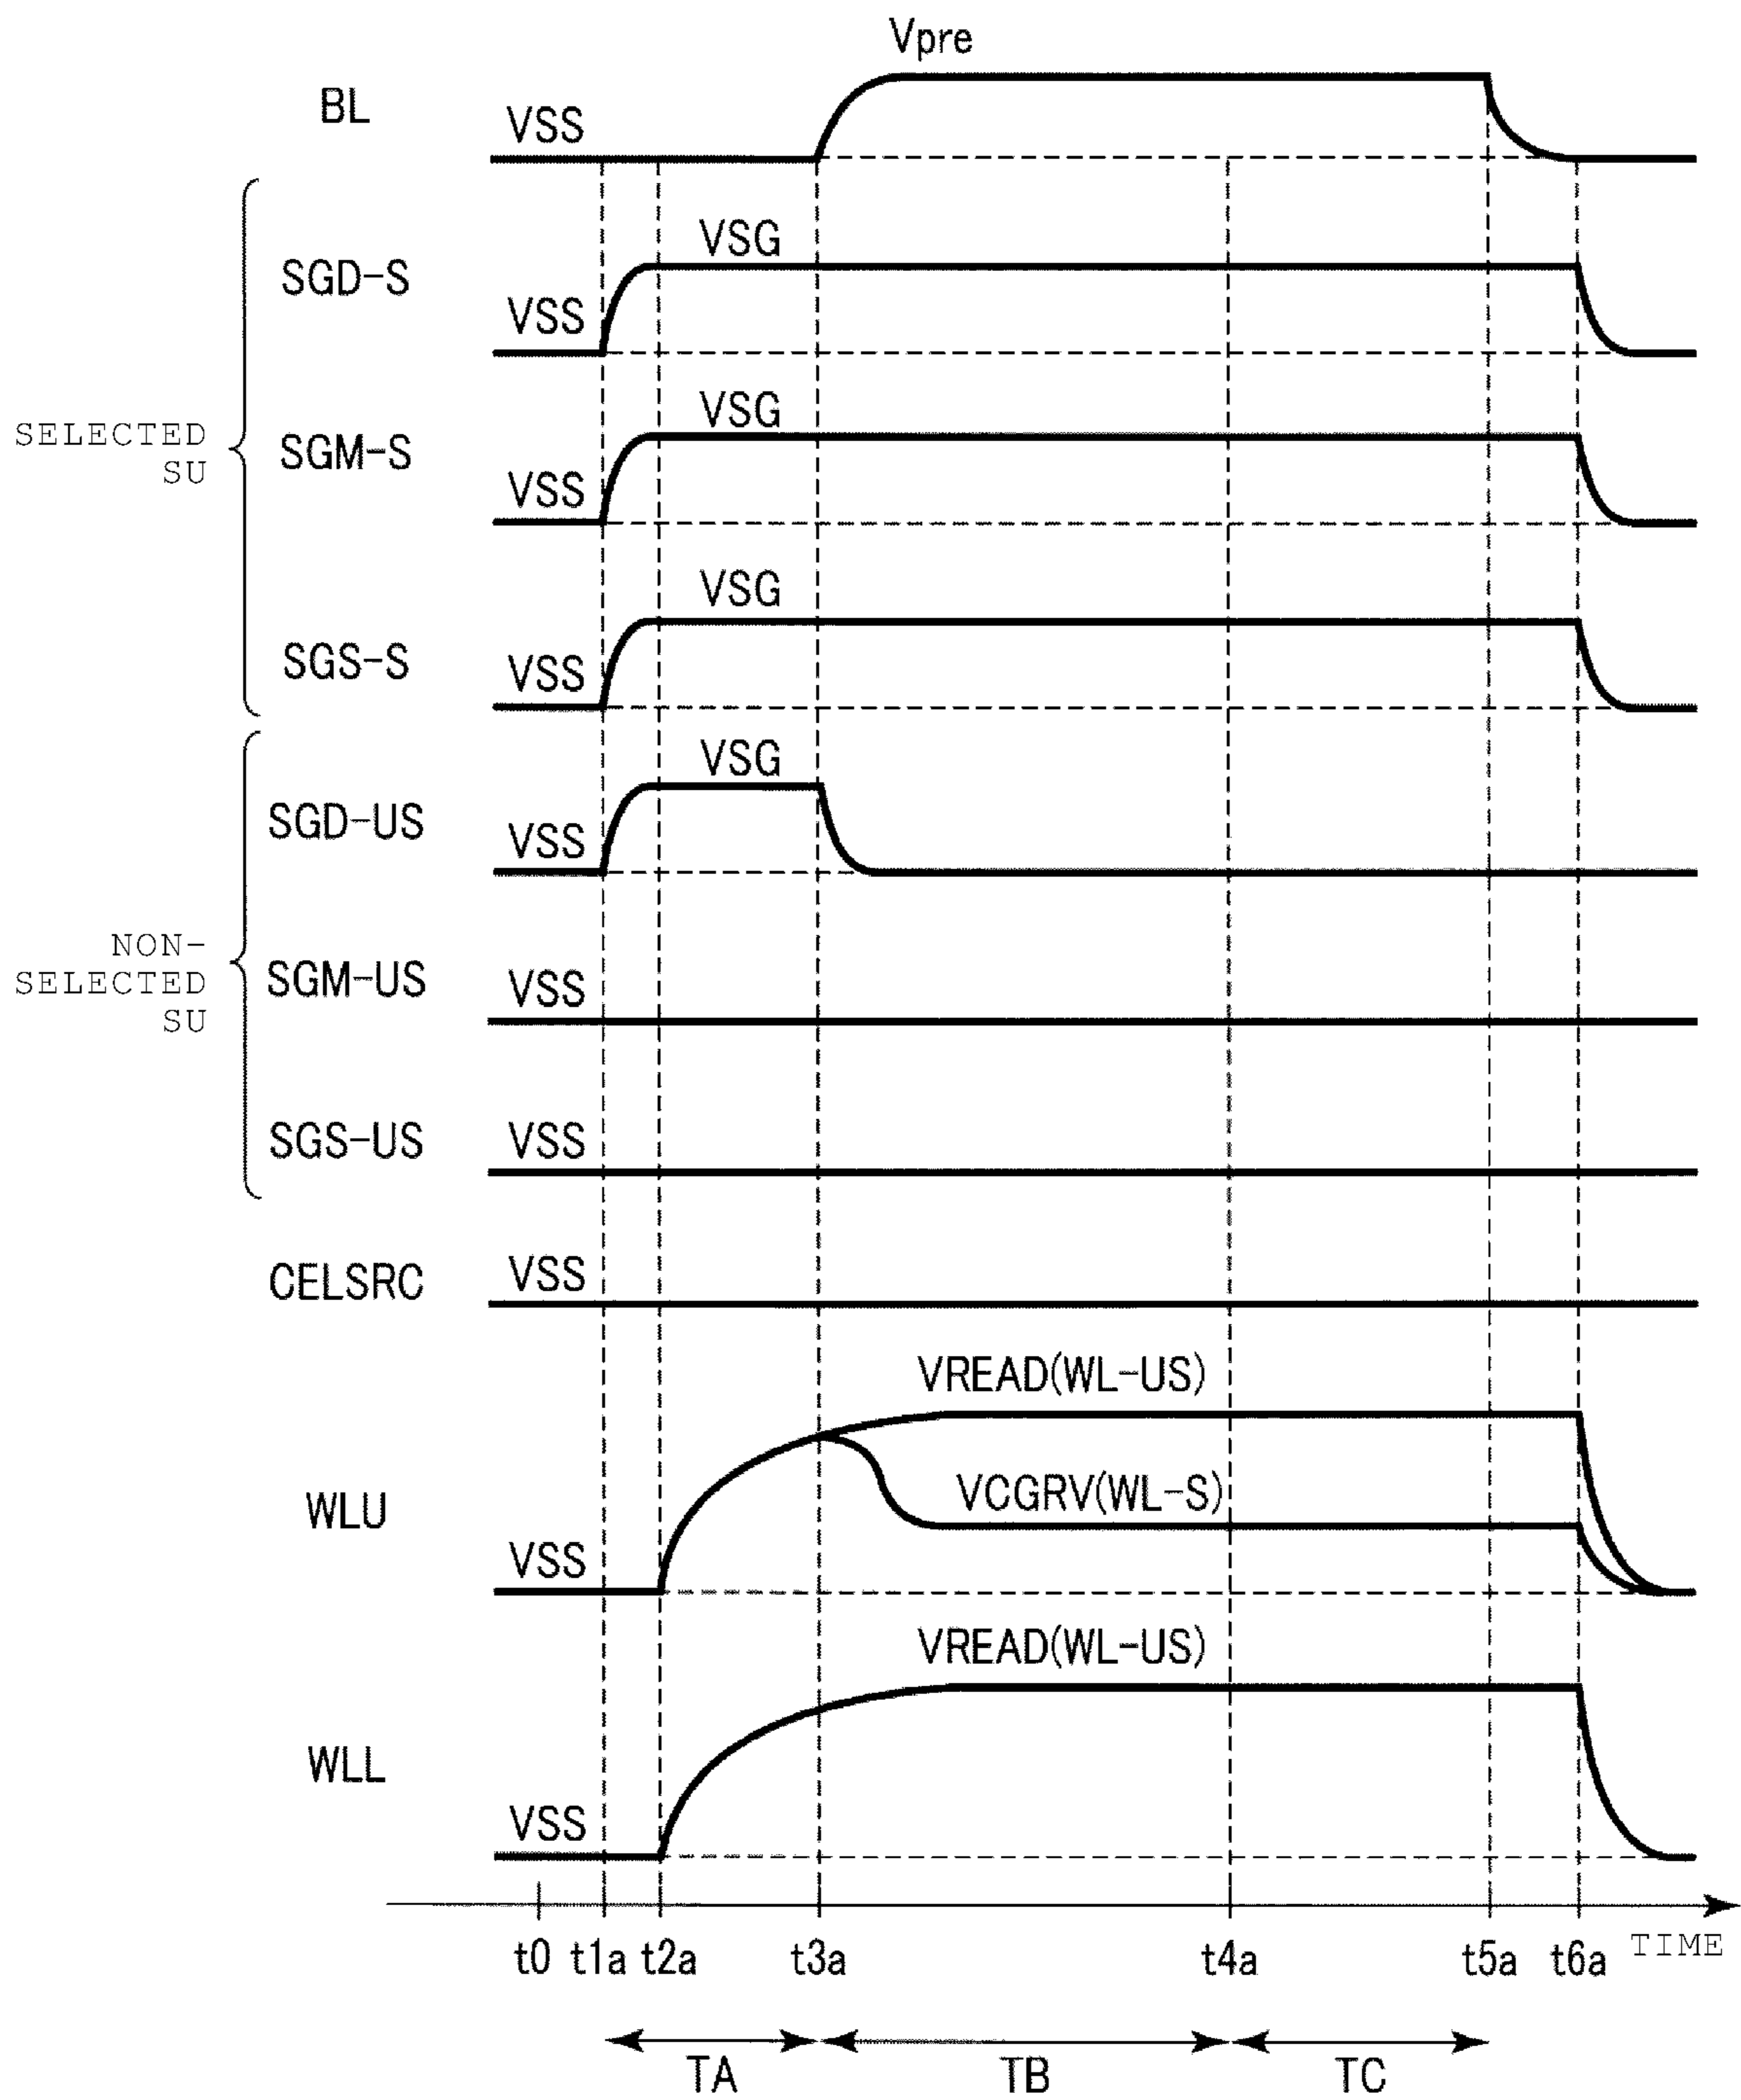 Vpre
BL
VSS
VSG
SGD-S
VSS
VSG
SELECTED
SU
SGM-S
VSS
VSG
SGS-S
VSS
VSG
SGD-US
VSS
NON-
SELECTED
SU
SGM-US
VSS
SGS-US
VSS
CELSRC
VSS
VREAD(WL-US)
VCGRV(WL-S)
WLU
VSS
VREAD(WL-US)
WLL
VSS
t0 t1a t2a t3a t4a t5a t6a TIME
TA TB TC